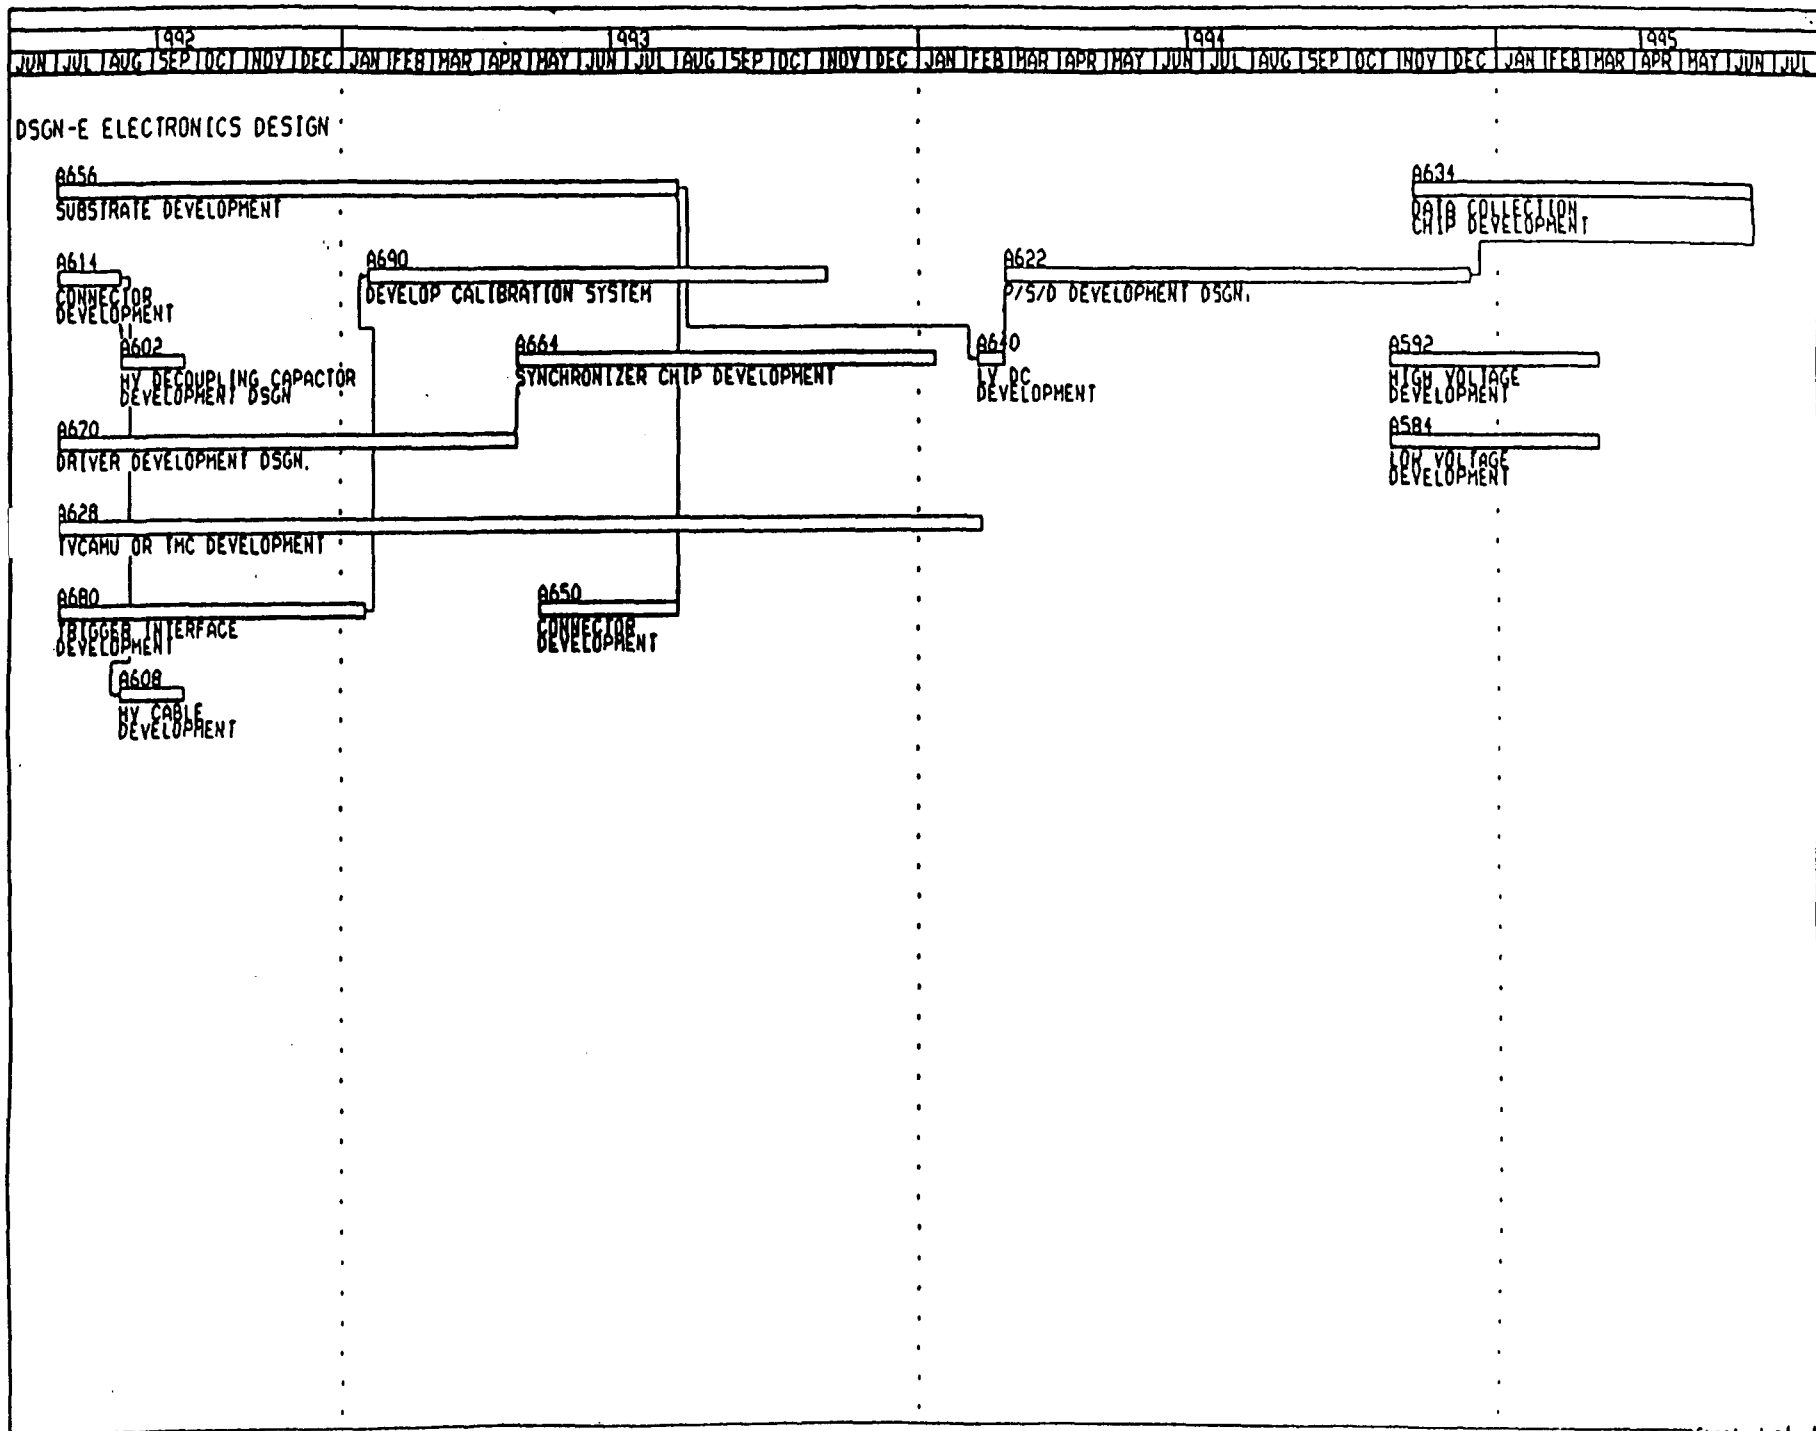 1992 1993 1994 1995
JUN JUL AUG SEP OCT NOV DEC JAN FEB MAR APR MAY JUN JUL AUG SEP OCT NOV DEC JAN FEB MAR APR MAY JUN JUL AUG SEP OCT NOV DEC JAN FEB MAR APR MAY JUN JUL
DSGN-E ELECTRONICS DESIGN
A656
SUBSTRATE DEVELOPMENT
A634
DATA COLLECTION
CHIP DEVELOPMENT
A614
CONNECTOR
DEVELOPMENT
A690
DEVELOP CALIBRATION SYSTEM
A622
P/S/D DEVELOPMENT DSGN.
A602
HV DECOUPLING CAPACTOR
DEVELOPMENT DSGN
A664
SYNCHRONIZER CHIP DEVELOPMENT
A640
LV DC
DEVELOPMENT
A592
HIGH VOLTAGE
DEVELOPMENT
A670
DRIVER DEVELOPMENT DSGN.
A584
LOW VOLTAGE
DEVELOPMENT
A628
TVCAMU OR TMC DEVELOPMENT
A680
TRIGGER INTERFACE
DEVELOPMENT
A650
CONNECTOR
DEVELOPMENT
A608
HV CABLE
DEVELOPMENT